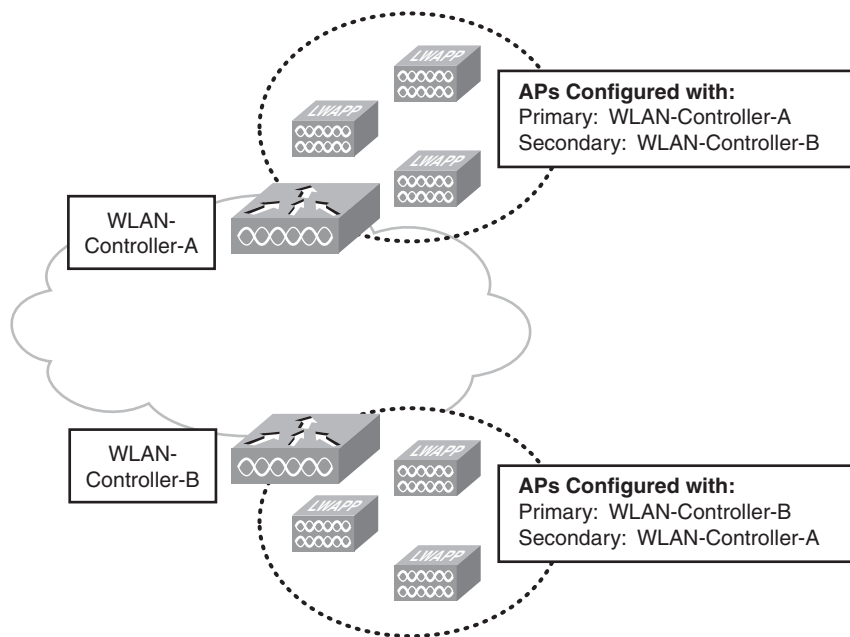 LWAPP
LWAPP
LWAPP
APs Configured with:
Primary: WLAN-Controller-A
Secondary: WLAN-Controller-B
WLAN-
Controller-A
WLAN-
Controller-B
LWAPP
LWAPP
LWAPP
APs Configured with:
Primary: WLAN-Controller-B
Secondary: WLAN-Controller-A